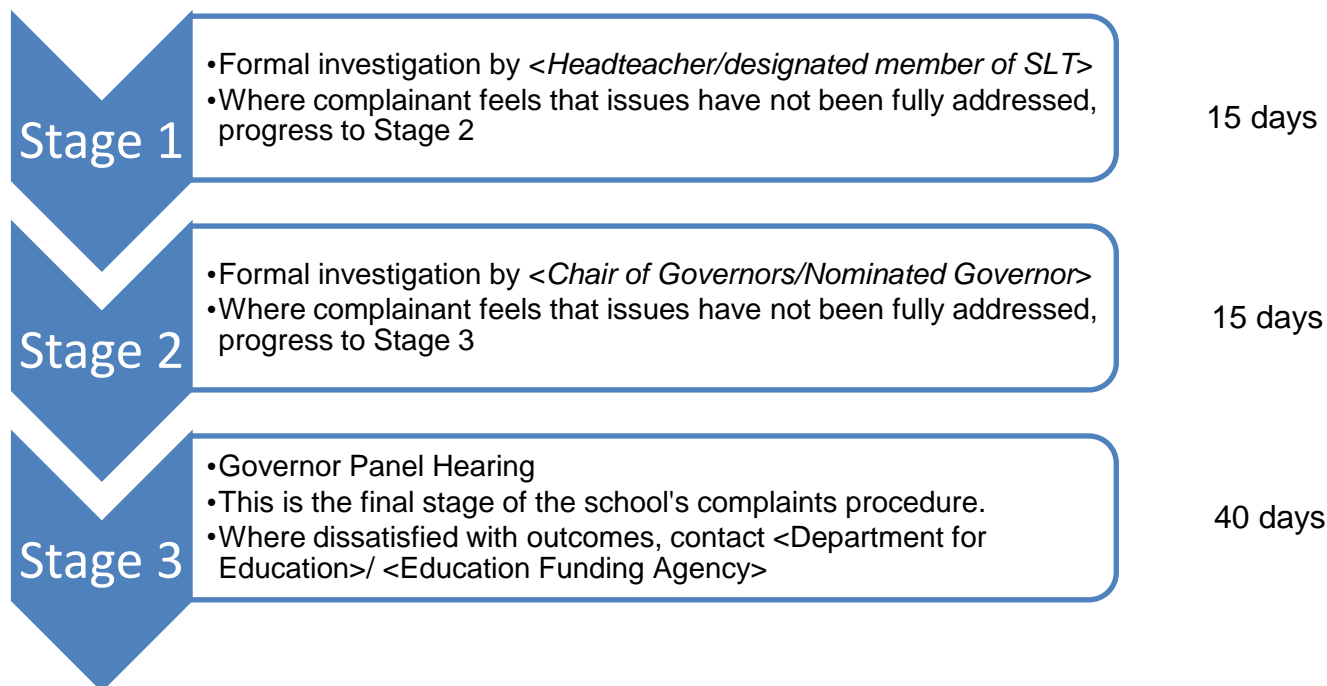 Stage 1
•Formal investigation by <Headteacher/designated member of SLT>
•Where complainant feels that issues have not been fully addressed,
progress to Stage 2
15 days
Stage 2
•Formal investigation by <Chair of Governors/Nominated Governor>
•Where complainant feels that issues have not been fully addressed,
progress to Stage 3
15 days
Stage 3
•Governor Panel Hearing
•This is the final stage of the school's complaints procedure.
•Where dissatisfied with outcomes, contact <Department for
Education>/ <Education Funding Agency>
40 days